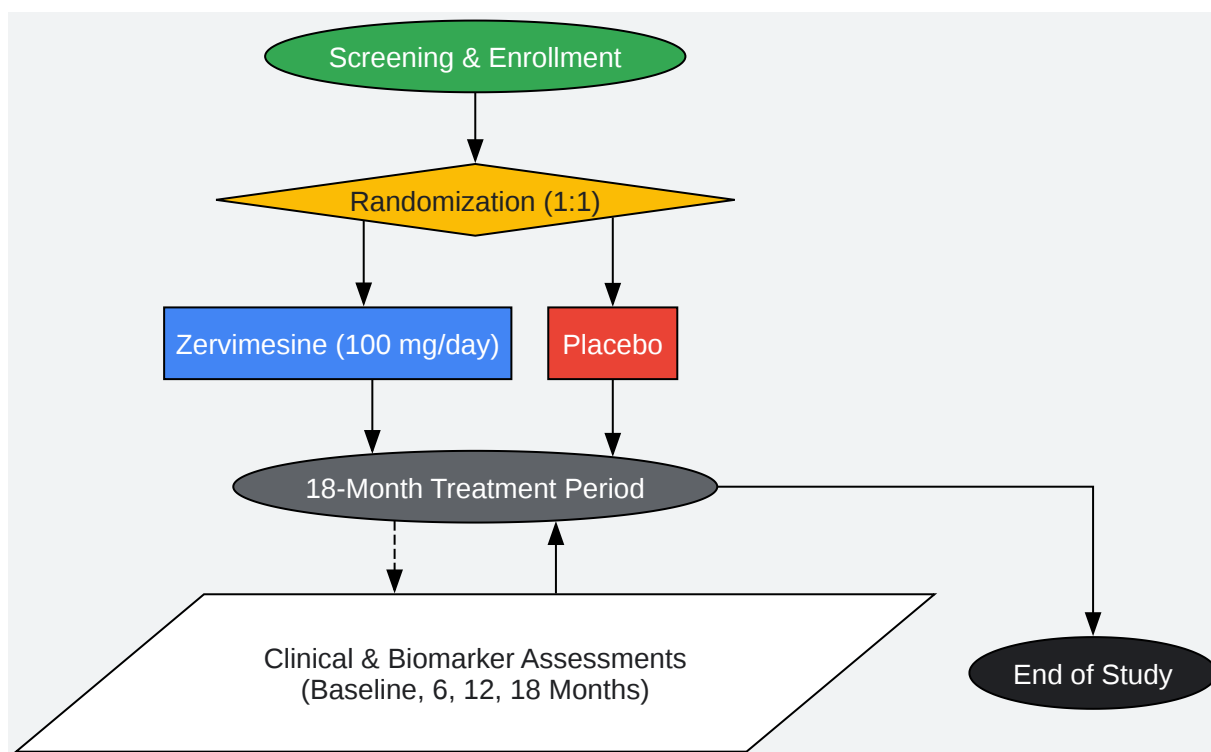 Screening & Enrollment
Randomization (1:1)
Zervimesine (100 mg/day)
Placebo
18-Month Treatment Period
Clinical & Biomarker Assessments
(Baseline, 6, 12, 18 Months)
End of Study